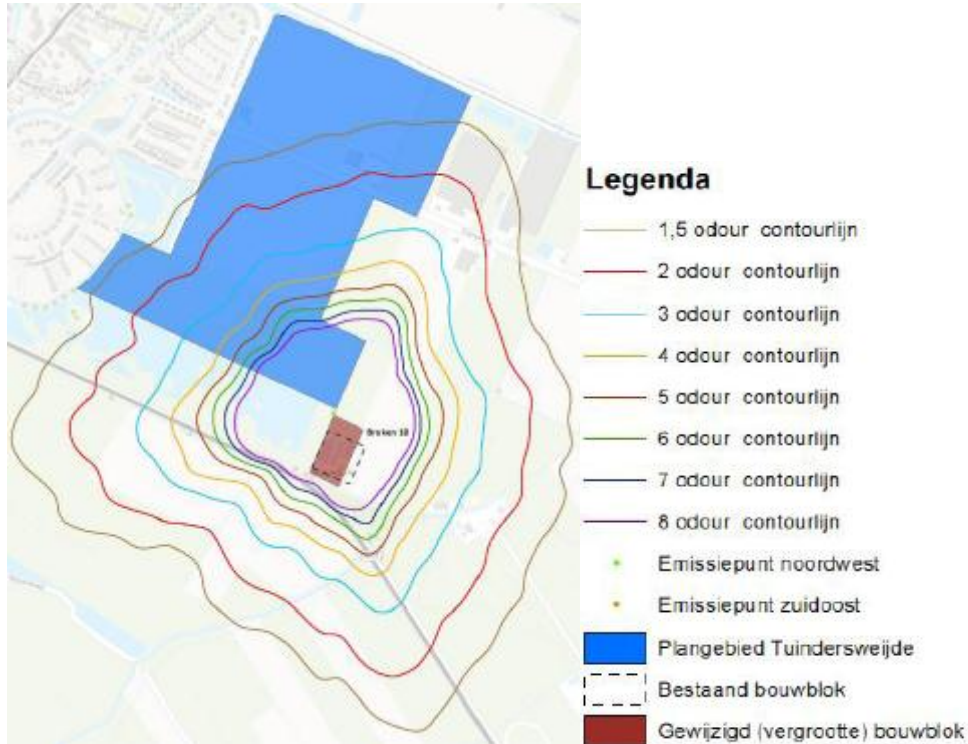 Legenda
1,5 odour contourlijn
2 odour contourlijn
3 odour contourlijn
4 odour contourlijn
5 odour contourlijn
6 odour contourlijn
7 odour contourlijn
8 odour contourlijn
Emissiepunt noordwest
Emissiepunt zuidoost
Plangebied Tuindersweijde
Bestaand bouwblok
Gewijzigd (vergrootte) bouwblok